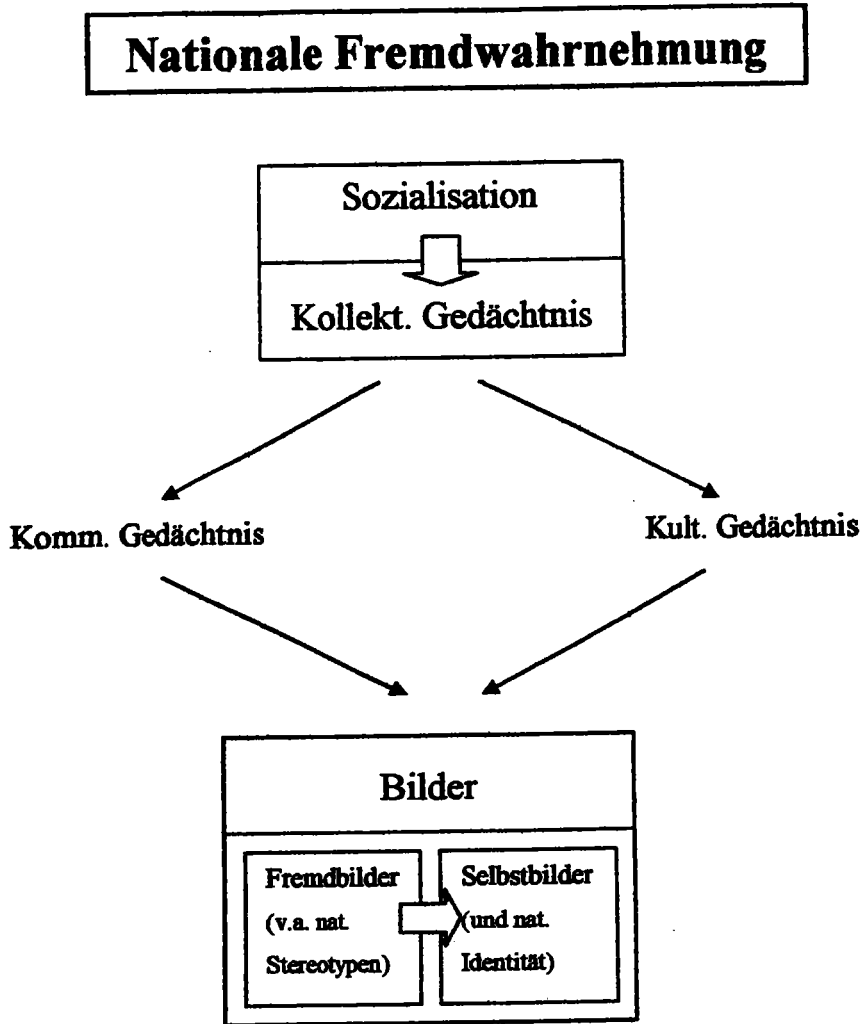 Nationale Fremdwahrnehmung
Sozialisation
Kollekt. Gedächtnis
Komm. Gedächtnis
Kult. Gedächtnis
Bilder
Fremdbilder
(v.a. nat.
Stereotypen)
Selbstbilder
(und nat.
Identität)